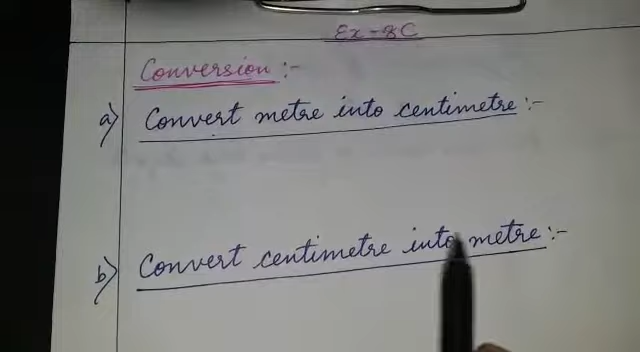 Ex-8C
Conversion :-
a) Convert metre into centimetre :-
b) Convert centimetre into metre :-